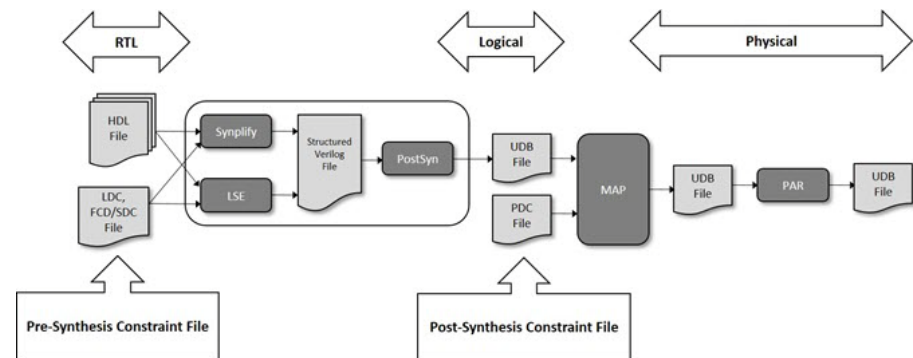 RTL
Logical
Physical
HDL
File
LDC,
FCD/SDC
File
Synplify
LSE
Structured
Verilog
File
PostSyn
UDB
File
PDC
File
MAP
UDB
File
PAR
UDB
File
Pre-Synthesis Constraint File
Post-Synthesis Constraint File